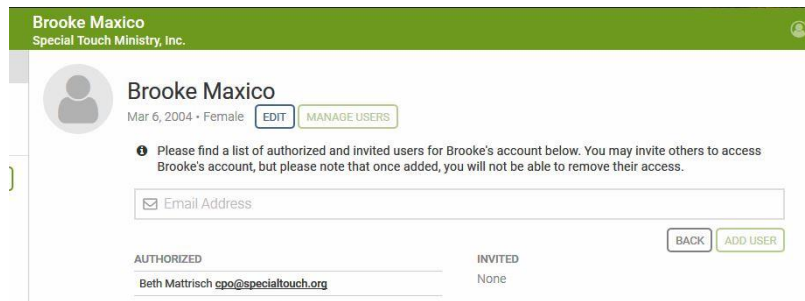 Brooke Maxico
Special Touch Ministry, Inc.
Brooke Maxico
Mar 6, 2004 • Female EDIT MANAGE USERS
Please find a list of authorized and invited users for Brooke's account below. You may invite others to access
Brooke's account, but please note that once added, you will not be able to remove their access.
Email Address
BACK ADD USER
AUTHORIZED INVITED
Beth Mattrisch cpo@specialtouch.org None